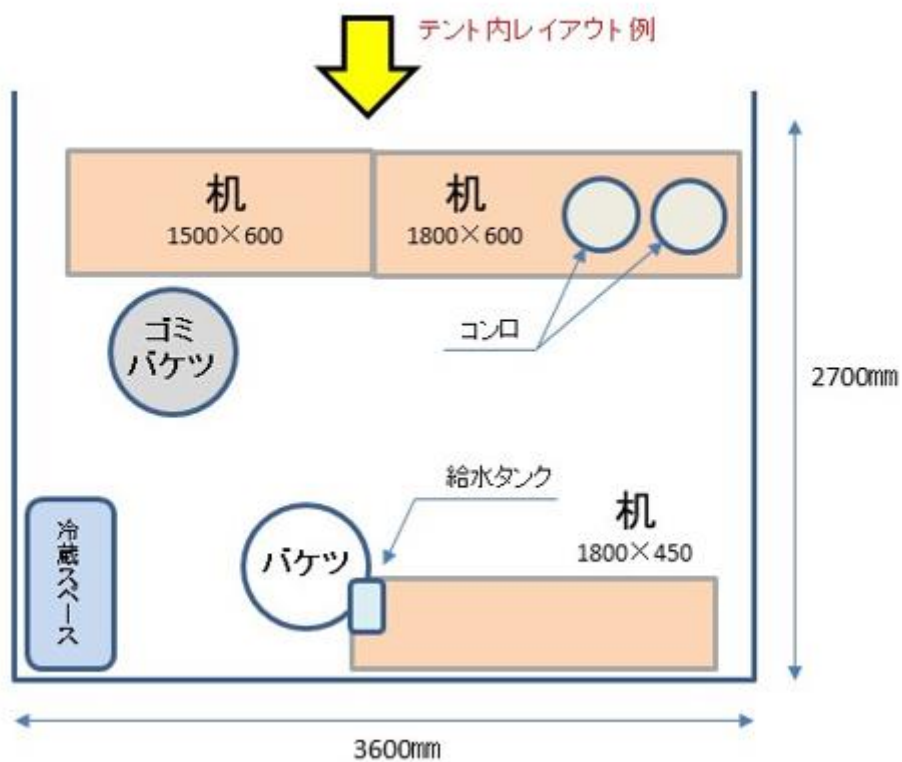 テント内レイアウト例
机
1500×600
机
1800×600
コンロ
ゴミ
バケツ
2700mm
給水タンク
机
1800×450
バケツ
冷蔵スペース
3600mm